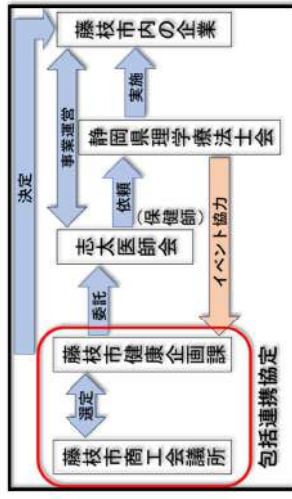 決定
藤枝市商工会議所
選定
藤枝市健康企画課
委託
志太医師会
(保健師)
依頼
静岡県理学療法士会
実施
藤枝市内の企業
事業運営
イベント協力
包括連携協定